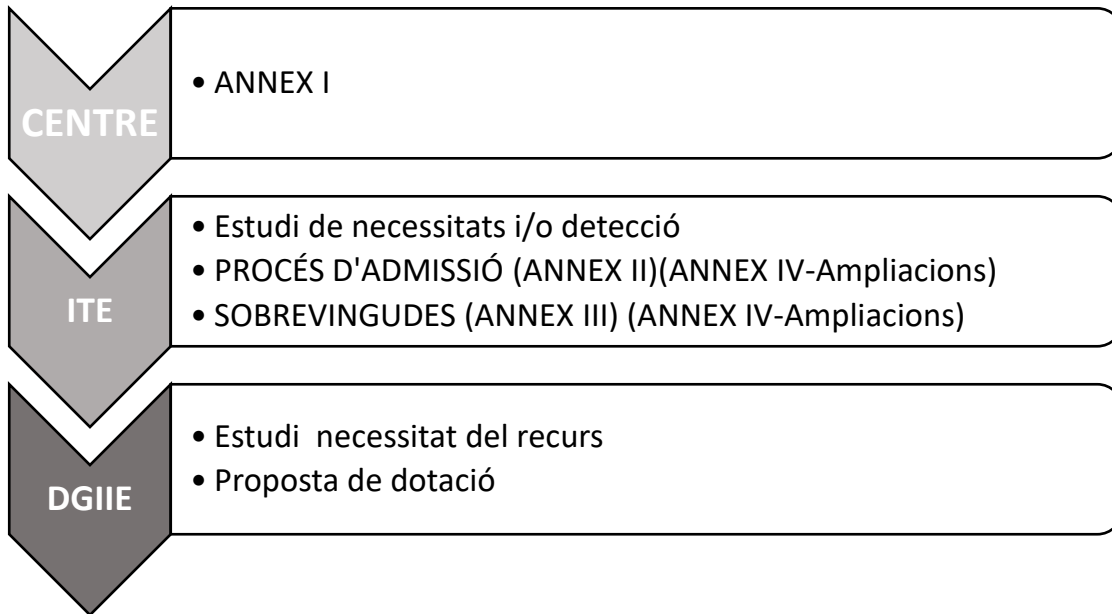 CENTRE
• ANNEX I
ITE
• Estudi de necessitats i/o detecció
• PROCÉS D'ADMISSIÓ (ANNEX II)(ANNEX IV-Ampliacions)
• SOBREVINGUDES (ANNEX III) (ANNEX IV-Ampliacions)
DGIIE
• Estudi  necessitat del recurs
• Proposta de dotació